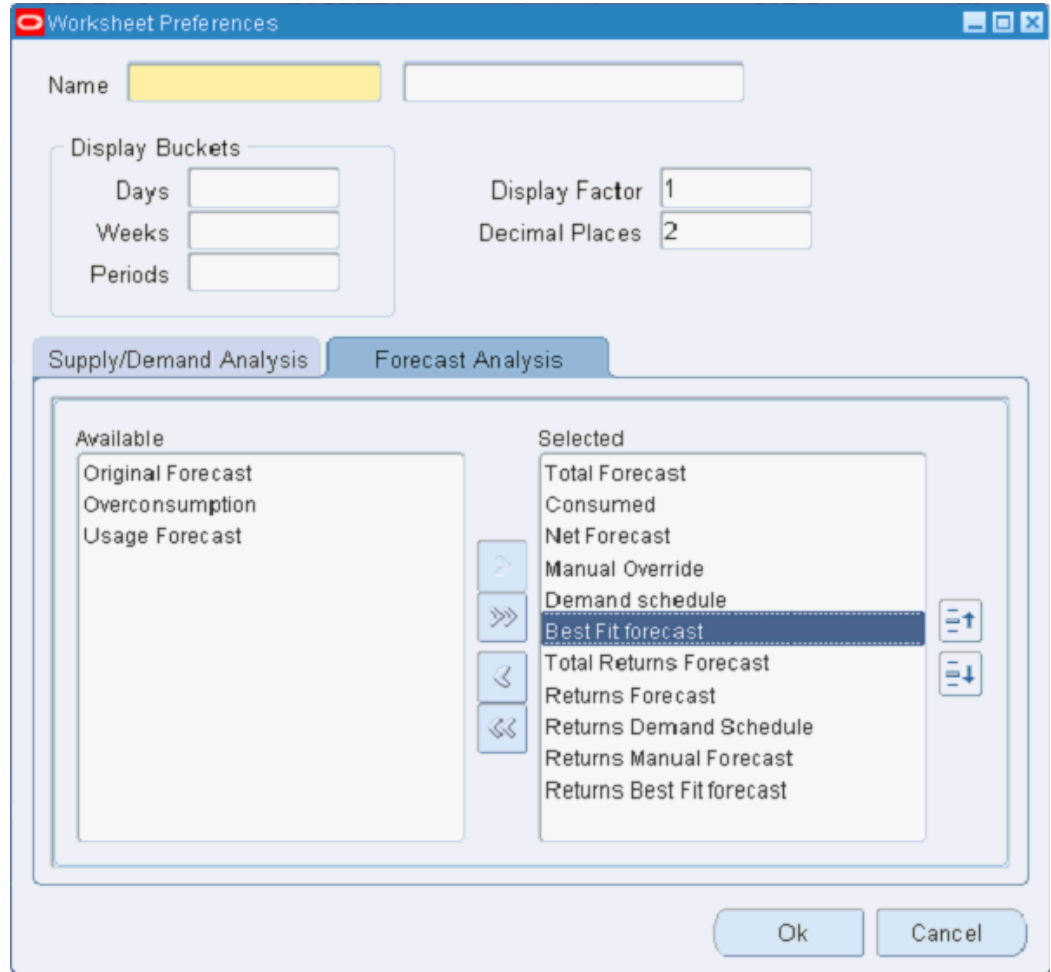 Worksheet Preferences
Name
Display Buckets
Days
Display Factor 1
Weeks
Decimal Places 2
Periods
Supply/Demand Analysis
Forecast Analysis
Available
Original Forecast
Overconsumption
Usage Forecast
Selected
Total Forecast
Consumed
Net Forecast
Manual Override
Demand schedule
Best Fit forecast
Total Returns Forecast
Returns Forecast
Returns Demand Schedule
Returns Manual Forecast
Returns Best Fit forecast
Ok
Cancel